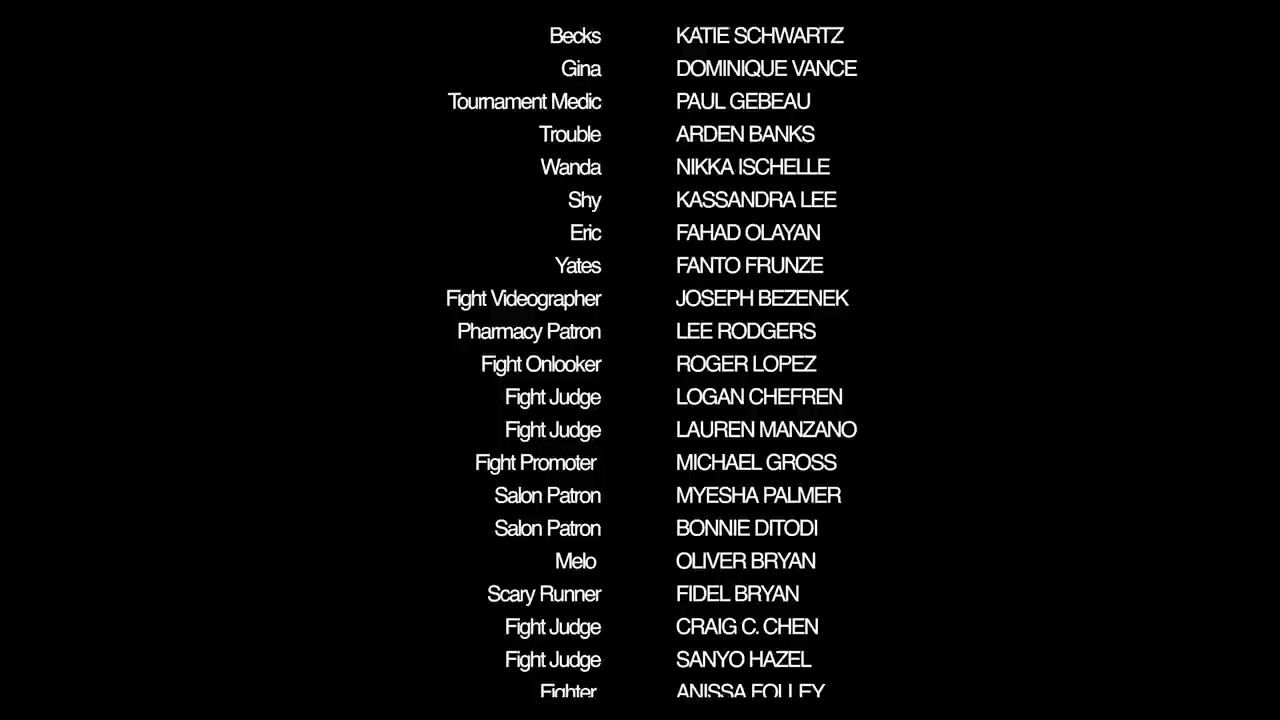 Becks KATIE SCHWARTZ
Gina DOMINIQUE VANCE
Tournament Medic PAUL GEBEAU
Trouble ARDEN BANKS
Wanda NIKKA ISCHELLE
Shy KASSANDRA LEE
Eric FAHAD OLAYAN
Yates FANTO FRUNZE
Fight Videographer JOSEPH BEZENEK
Pharmacy Patron LEE RODGERS
Fight Onlooker ROGER LOPEZ
Fight Judge LOGAN CHEFREN
Fight Judge LAUREN MANZANO
Fight Promoter MICHAEL GROSS
Salon Patron MYESHA PALMER
Salon Patron BONNIE DITODI
Melo OLIVER BRYAN
Scary Runner FIDEL BRYAN
Fight Judge CRAIG C. CHEN
Fight Judge SANYO HAZEL
Fighter ANISSA FOLLEY